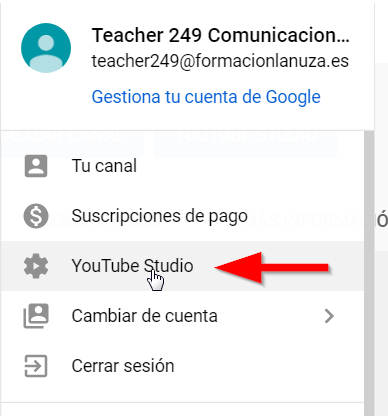 Teacher 249 Comunicacion...
teacher249@formacionlanuza.es
Gestiona tu cuenta de Google
Tu canal
Suscripciones de pago
YouTube Studio
Cambiar de cuenta
Cerrar sesión